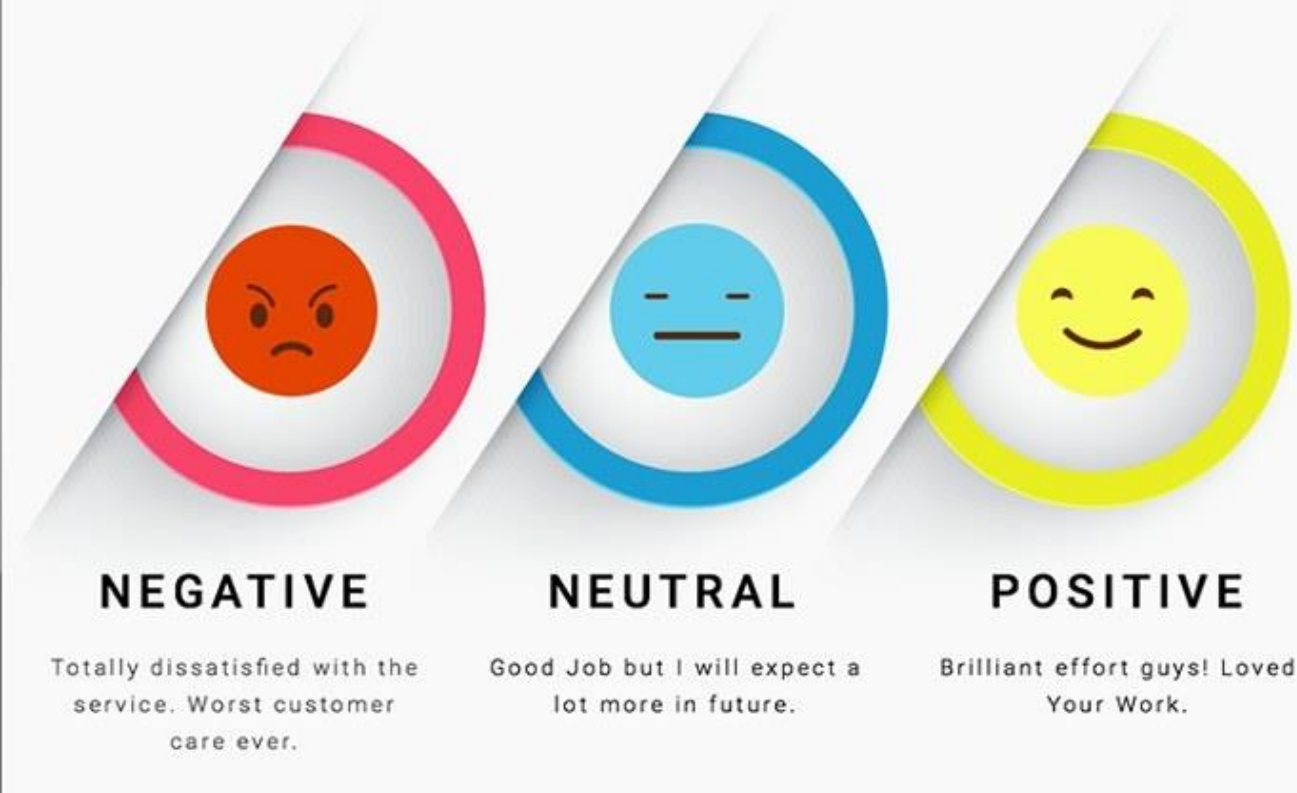 NEGATIVE
Totally dissatisfied with the
service. Worst customer
care ever.
NEUTRAL
Good Job but I will expect a
lot more in future.
POSITIVE
Brilliant effort guys! Loved
Your Work.